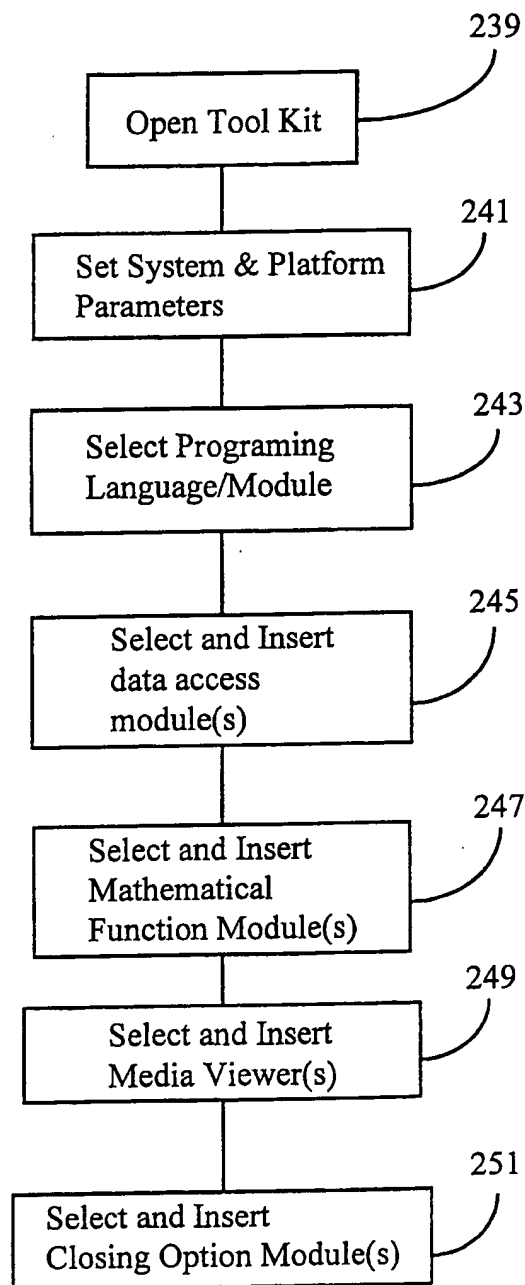 239
Open Tool Kit
241
Set System & Platform
Parameters
243
Select Programing
Language/Module
245
Select and Insert
data access
module(s)
247
Select and Insert
Mathematical
Function Module(s)
249
Select and Insert
Media Viewer(s)
251
Select and Insert
Closing Option Module(s)